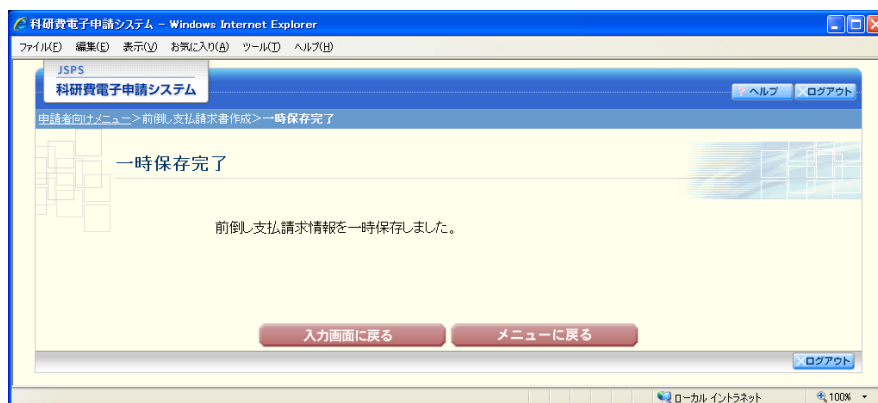 科研費電子申請システム - Windows Internet Explorer
ファイル(F) 編集(E) 表示(V) お気に入り(A) ツール(T) ヘルプ(H)
JSPS
科研費電子申請システム
? ヘルプ ログアウト
申請者向けメニュー>前倒し支払請求書作成>一時保存完了
一時保存完了
前倒し支払請求情報を一時保存しました。
入力画面に戻る メニューに戻る
ログアウト
ローカル イントラネット 100%